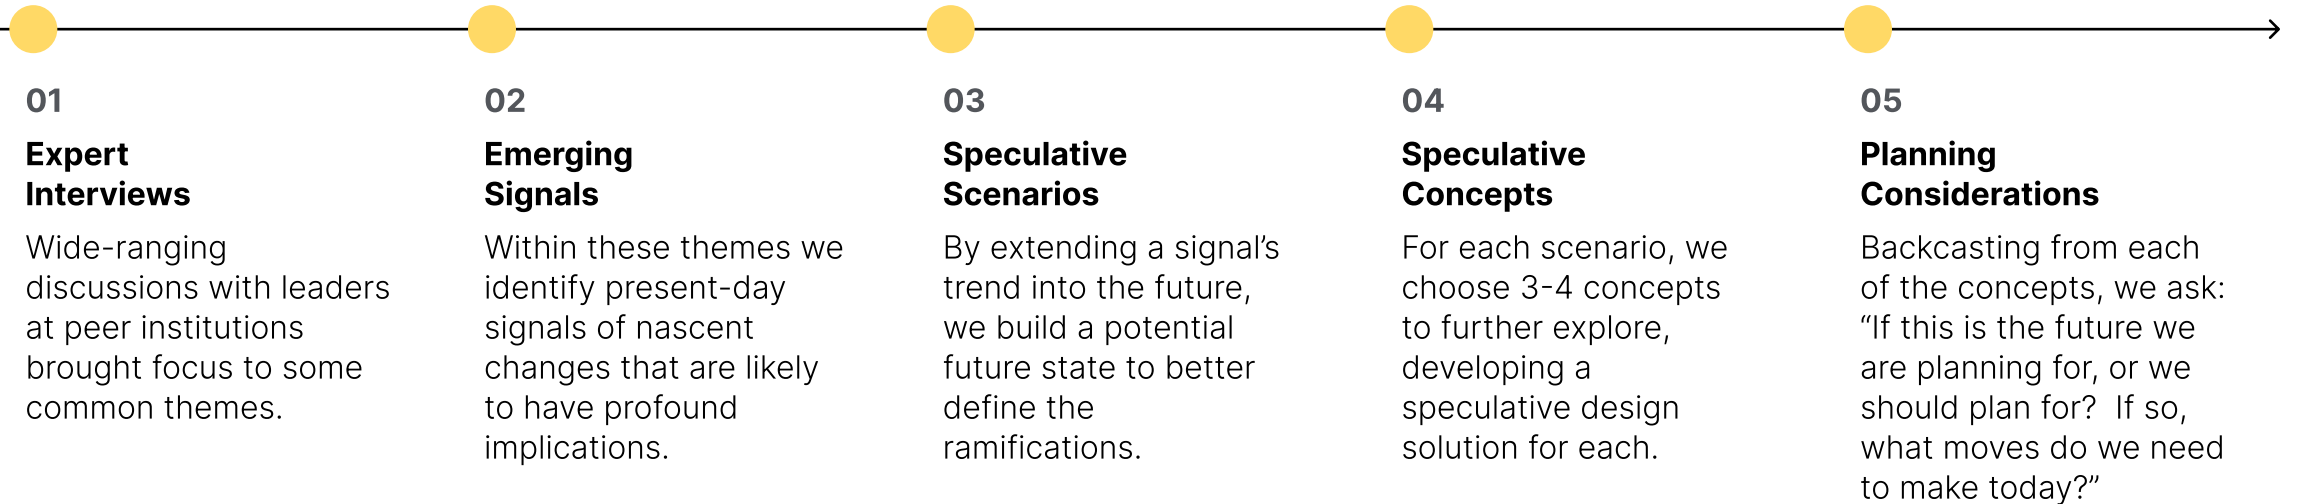 01
Expert
Interviews
Wide-ranging
discussions with leaders
at peer institutions
brought focus to some
common themes.
02
Emerging
Signals
Within these themes we
identify present-day
signals of nascent
changes that are likely
to have profound
implications.
03
Speculative
Scenarios
By extending a signal’s
trend into the future,
we build a potential
future state to better
define the
ramifications.
04
Speculative
Concepts
For each scenario, we
choose 3-4 concepts
to further explore,
developing a
speculative design
solution for each.
05
Planning
Considerations
Backcasting from each
of the concepts, we ask:
“If this is the future we
are planning for, or we
should plan for?  If so,
what moves do we need
to make today?”